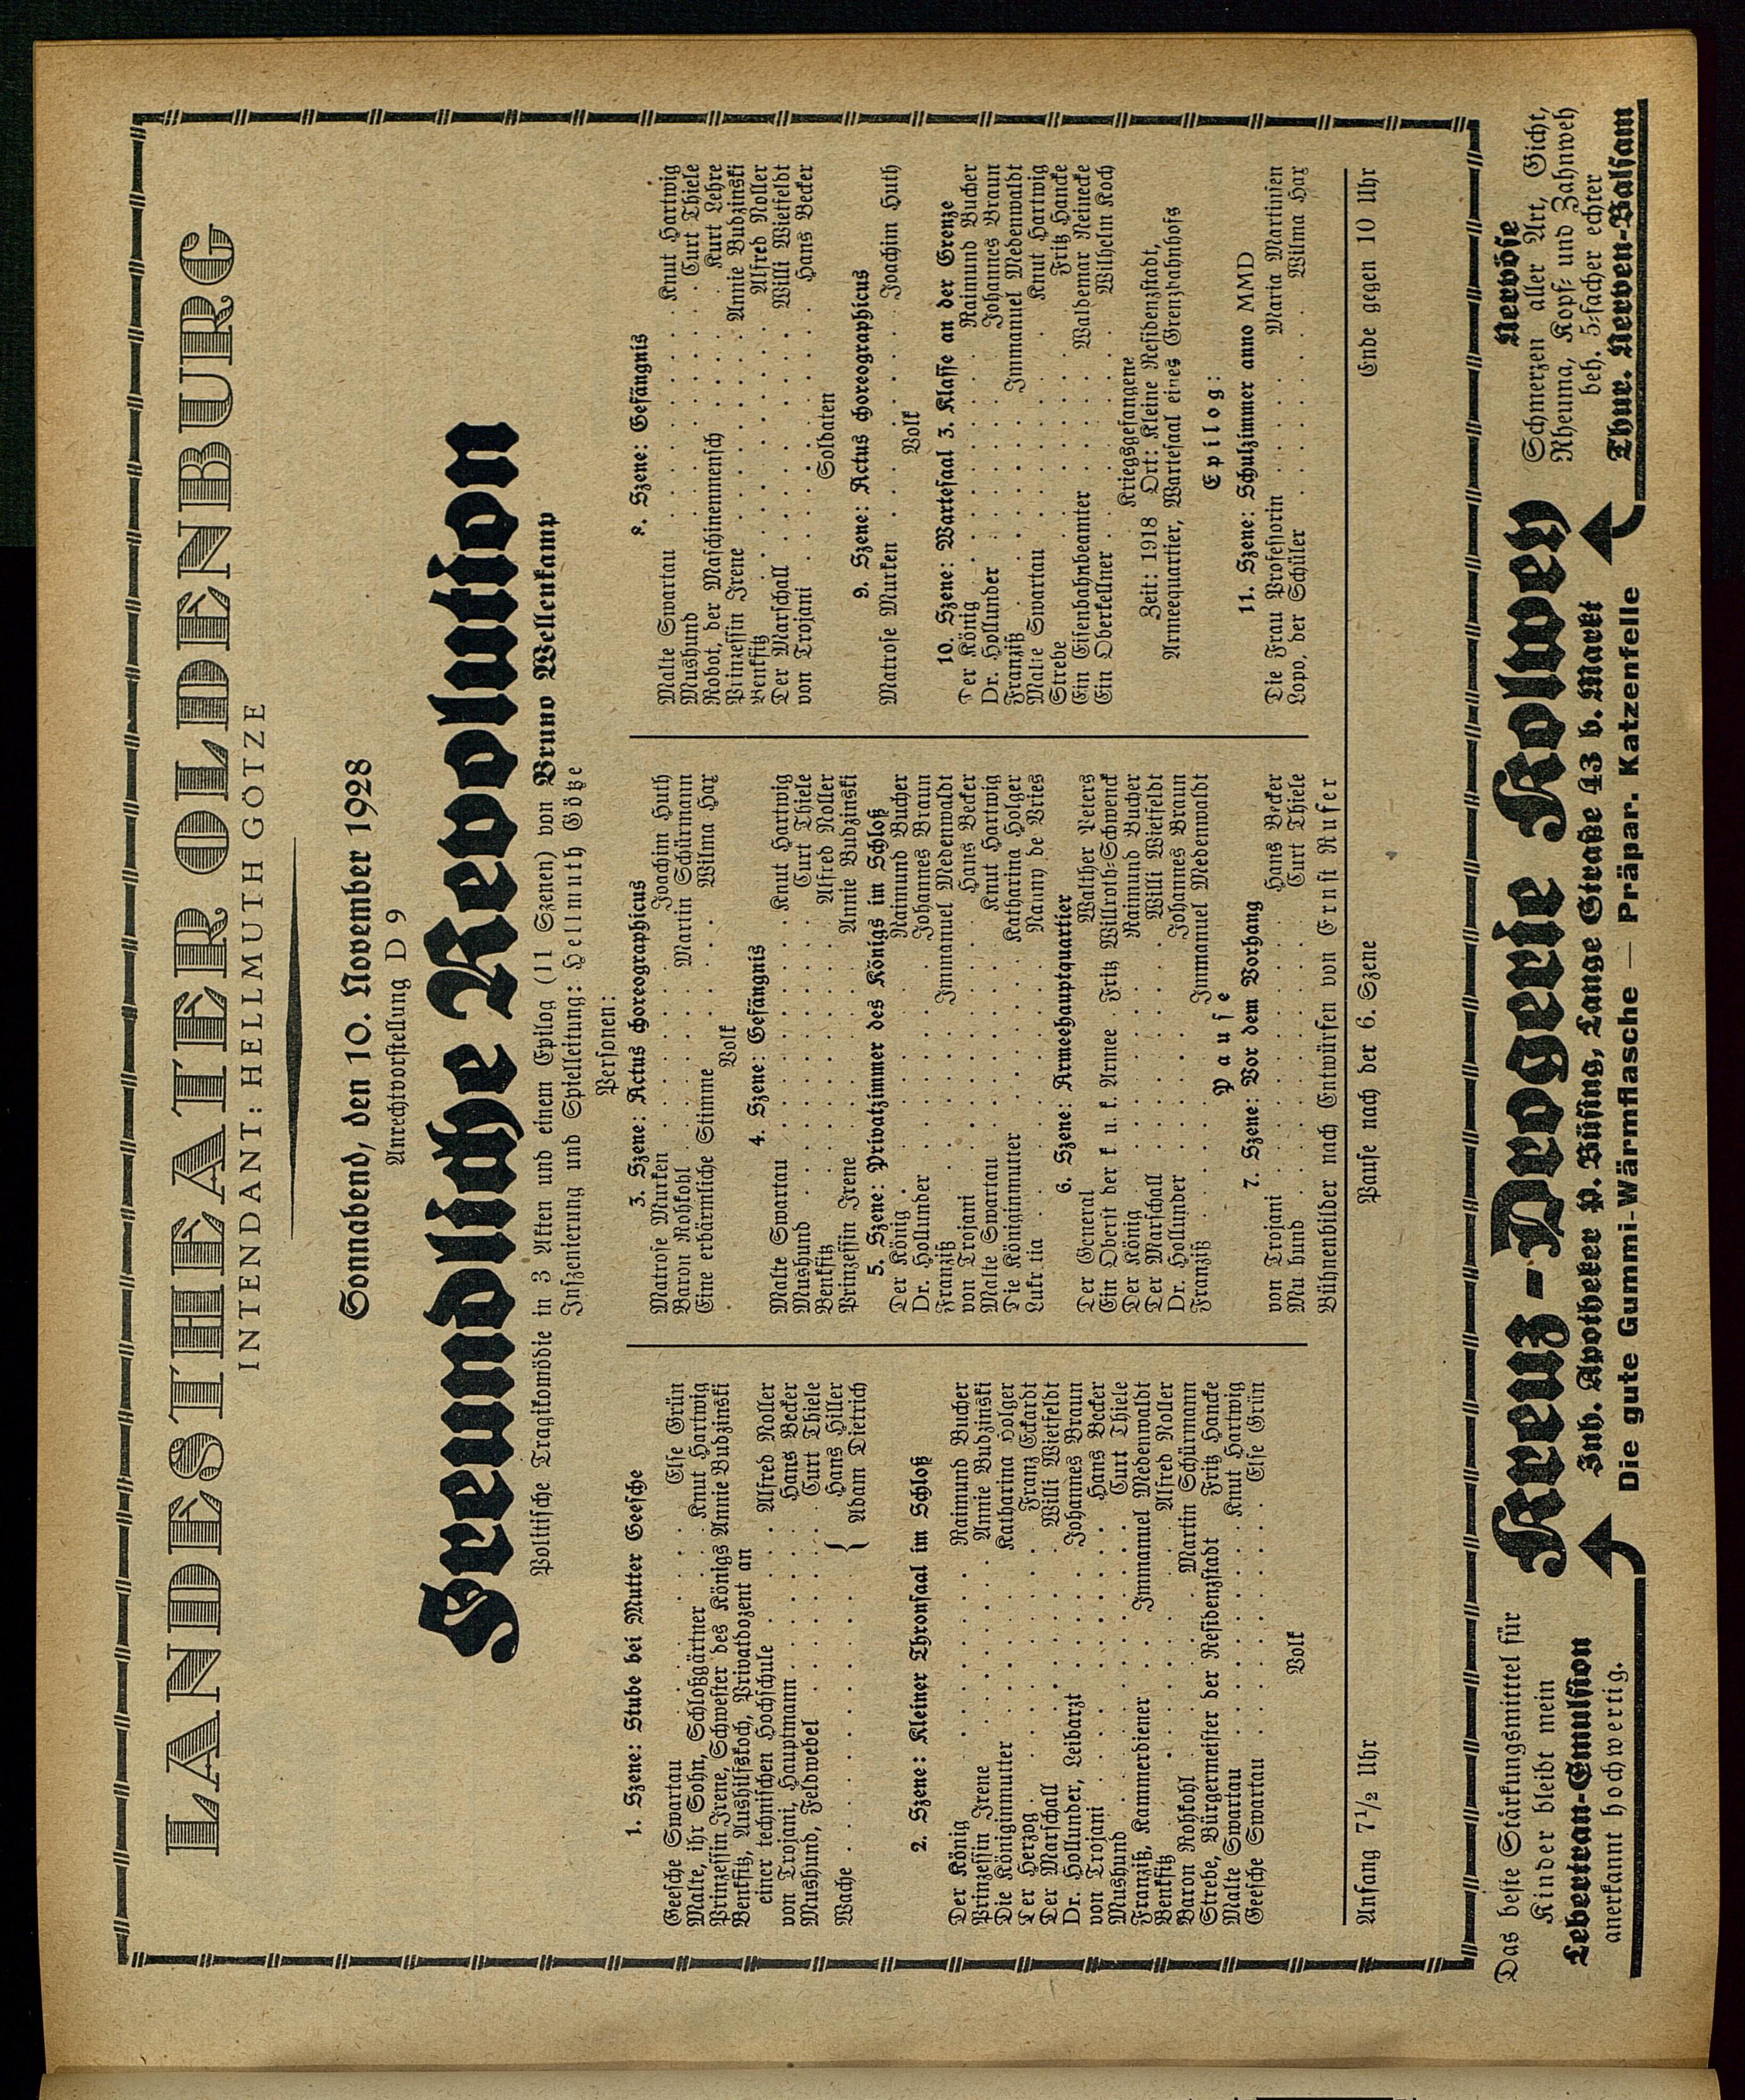 LANDESTHEATER OLDENBURG
INTENDANT: HELLMUTH GÖTZE
Sonnabend, den 10. November 1928
Anrechtvorstellung D 9
Freundliche Revolution
Politische Tragikomödie in 3 Akten und einem Epilog (11 Szenen) von Bruno Wellenkamp
Inszenierung und Spielleitung: Hellmuth Götze
Personen:
1. Szene: Stube bei Mutter Geesche
Geesche Swartau . . . . . Else Grün
Malte, ihr Sohn, Schloßgärtner . . . Knut Hartwig
Prinzessin Irene, Schwester des Königs Annie Budzinski
Benkfitz, Aushilfskoch, Privatdozent an
einer technischen Hochschule . . . . Alfred Noller
von Trojani, Hauptmann . . . . . Hans Becker
Mushund, Feldwebel . . . . . Curt Thiele
Wache . . . . . . . . { Hans Hiller
Adam Dietrich
2. Szene: Kleiner Thronsaal im Schloß
Der König . . . . . . Raimund Bucher
Prinzessin Irene . . . . . . Annie Budzinski
Die Königinmutter . . . . . Katharina Holger
Der Herzog . . . . . . . Franz Eckardt
Der Marschall . . . . . . Willi Wietfeldt
Dr. Hollunder, Leibarzt . . . . Johannes Braun
von Trojani . . . . . . . Hans Becker
Mushund . . . . . . . Curt Thiele
Franziß, Kammerdiener . . . Immanuel Medenwaldt
Benkfitz . . . . . . . Alfred Noller
Baron Rohkohl . . . . . Martin Schürmann
Strebe, Bürgermeister der Residenzstadt Fritz Hancke
Malte Swartau . . . . . . Knut Hartwig
Geesche Swartau . . . . . . Else Grün
Volk
3. Szene: Actus choreographicus
Matrose Murken . . . . . Joachim Huth
Baron Rohkohl . . . . . Martin Schürmann
Eine erbärmliche Stimme . . . . Wilma Har
Volk
4. Szene: Gefängnis
Malte Swartau . . . . . . Knut Hartwig
Mushund . . . . . . . Curt Thiele
Benkfitz . . . . . . . Alfred Noller
Prinzessin Irene . . . . . Annie Budzinski
5. Szene: Privatzimmer des Königs im Schloß
Der König . . . . . . Raimund Bucher
Dr. Hollunder . . . . . Johannes Braun
Franziß . . . . . . Immanuel Medenwaldt
von Trojani . . . . . . Hans Becker
Malte Swartau . . . . . . Knut Hartwig
Die Königinmutter . . . . . Katharina Holger
Lukr tia . . . . . . . Nanny de Vries
6. Szene: Armeehauptquartier
Der General . . . . . . Walther Peters
Ein Oberst der k u. k. Armee . Fritz Willroth-Schwenck
Der König . . . . . . Raimund Bucher
Der Marschall . . . . . Willi Wietfeldt
Dr. Hollunder . . . . . Johannes Braun
Franziß . . . . . . Immanuel Medenwaldt
Pause
7. Szene: Vor dem Vorhang
von Trojani . . . . . . Hans Becker
Mu hund . . . . . . . Curt Thiele
Bühnenbilder nach Entwürfen von Ernst Rufer
8. Szene: Gefängnis
Malte Swartau . . . . . . Knut Hartwig
Mushund . . . . . . . Curt Thiele
Robot, der Maschinenmensch . . . . Kurt Lehre
Prinzessin Irene . . . . . Annie Budzinski
Benkfitz . . . . . . . Alfred Noller
Der Marschall . . . . . Willi Wietfeldt
von Trojani . . . . . . Hans Becker
Soldaten
9. Szene: Actus choreographicus
Matrose Murken . . . . . Joachim Huth
Volk
10. Szene: Wartesaal 3. Klasse an der Grenze
Der König . . . . . . Raimund Bucher
Dr. Hollunder . . . . . Johannes Braun
Franziß . . . . . . Immanuel Medenwaldt
Malte Swartau . . . . . . Knut Hartwig
Strebe . . . . . . . Fritz Hancke
Ein Eisenbahnbeamter . . . . Waldemar Reinecke
Ein Oberkellner . . . . . Wilhelm Koch
Kriegsgefangene
Zeit: 1918 Ort: Kleine Residenzstadt,
Armeequartier, Wartesaal eines Grenzbahnhofs
Epilog:
11. Szene: Schulzimmer anno MMD
Die Frau Professorin . . . . Maria Martinsen
Lopo, der Schüler . . . . . Wilma Har
Anfang 7 1/2 Uhr Pause nach der 6. Szene Ende gegen 10 Uhr
Das beste Stärkungsmittel für
Kinder bleibt mein
Lebertran-Emulsion
anerkannt hochwertig.
Kreuz-Drogerie Kolwey
Inh. Apotheker P. Büsing, Lange Straße 43 b. Markt
Die gute Gummi-Wärmflasche — Präpar. Katzenfelle
Nervöse
Schmerzen aller Art, Gicht,
Rheuma, Kopf- und Zahnweh
beh. 5-facher echter
Thür. Nerven-Balsam